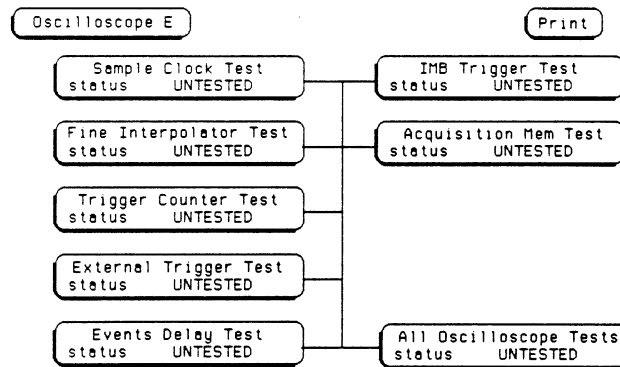 Oscilloscope E
Print
Sample Clock Test
status UNTESTED
IMB Trigger Test
status UNTESTED
Fine Interpolator Test
status UNTESTED
Acquisition Mem Test
status UNTESTED
Trigger Counter Test
status UNTESTED
External Trigger Test
status UNTESTED
Events Delay Test
status UNTESTED
All Oscilloscope Tests
status UNTESTED